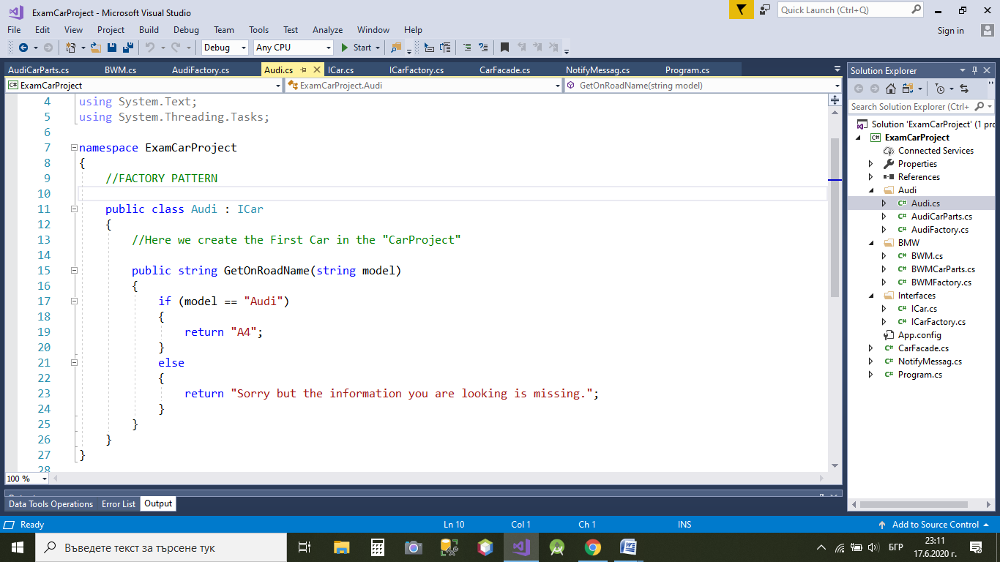 ExamCarProject - Microsoft Visual Studio
Quick Launch (Ctrl+Q)
File Edit View Project Build Debug Team Tools Test Analyze Window Help
Sign in
Debug Any CPU Start
AudiCarParts.cs BWM.cs AudiFactory.cs Audi.cs ICar.cs ICarFactory.cs CarFacade.cs NotifyMessag.cs Program.cs
ExamCarProject ExamCarProject.Audi GetOnRoadName(string model)
4 using System.Text;
5 using System.Threading.Tasks;
6
7 namespace ExamCarProject
8 {
9 //FACTORY PATTERN
10
11 public class Audi : ICar
12 {
13 //Here we create the First Car in the "CarProject"
14
15 public string GetOnRoadName(string model)
16 {
17 if (model == "Audi")
18 {
19 return "A4";
20 }
21 else
22 {
23 return "Sorry but the information you are looking is missing.";
24 }
25 }
26 }
27 }
28
100 %
Solution Explorer
Search Solution Explorer (Ctrl+
Solution 'ExamCarProject' (1 pro
C# ExamCarProject
Connected Services
Properties
References
Audi
C# Audi.cs
C# AudiCarParts.cs
C# AudiFactory.cs
BMW
C# BWM.cs
C# BWMCarParts.cs
C# BWMFactory.cs
Interfaces
C# ICar.cs
C# ICarFactory.cs
App.config
C# CarFacade.cs
C# NotifyMessag.cs
C# Program.cs
Data Tools Operations Error List Output
Ready Ln 10 Col 1 Ch 1 INS Add to Source Control
Въведете текст за търсене тук
БГР
23:11
17.6.2020 г.